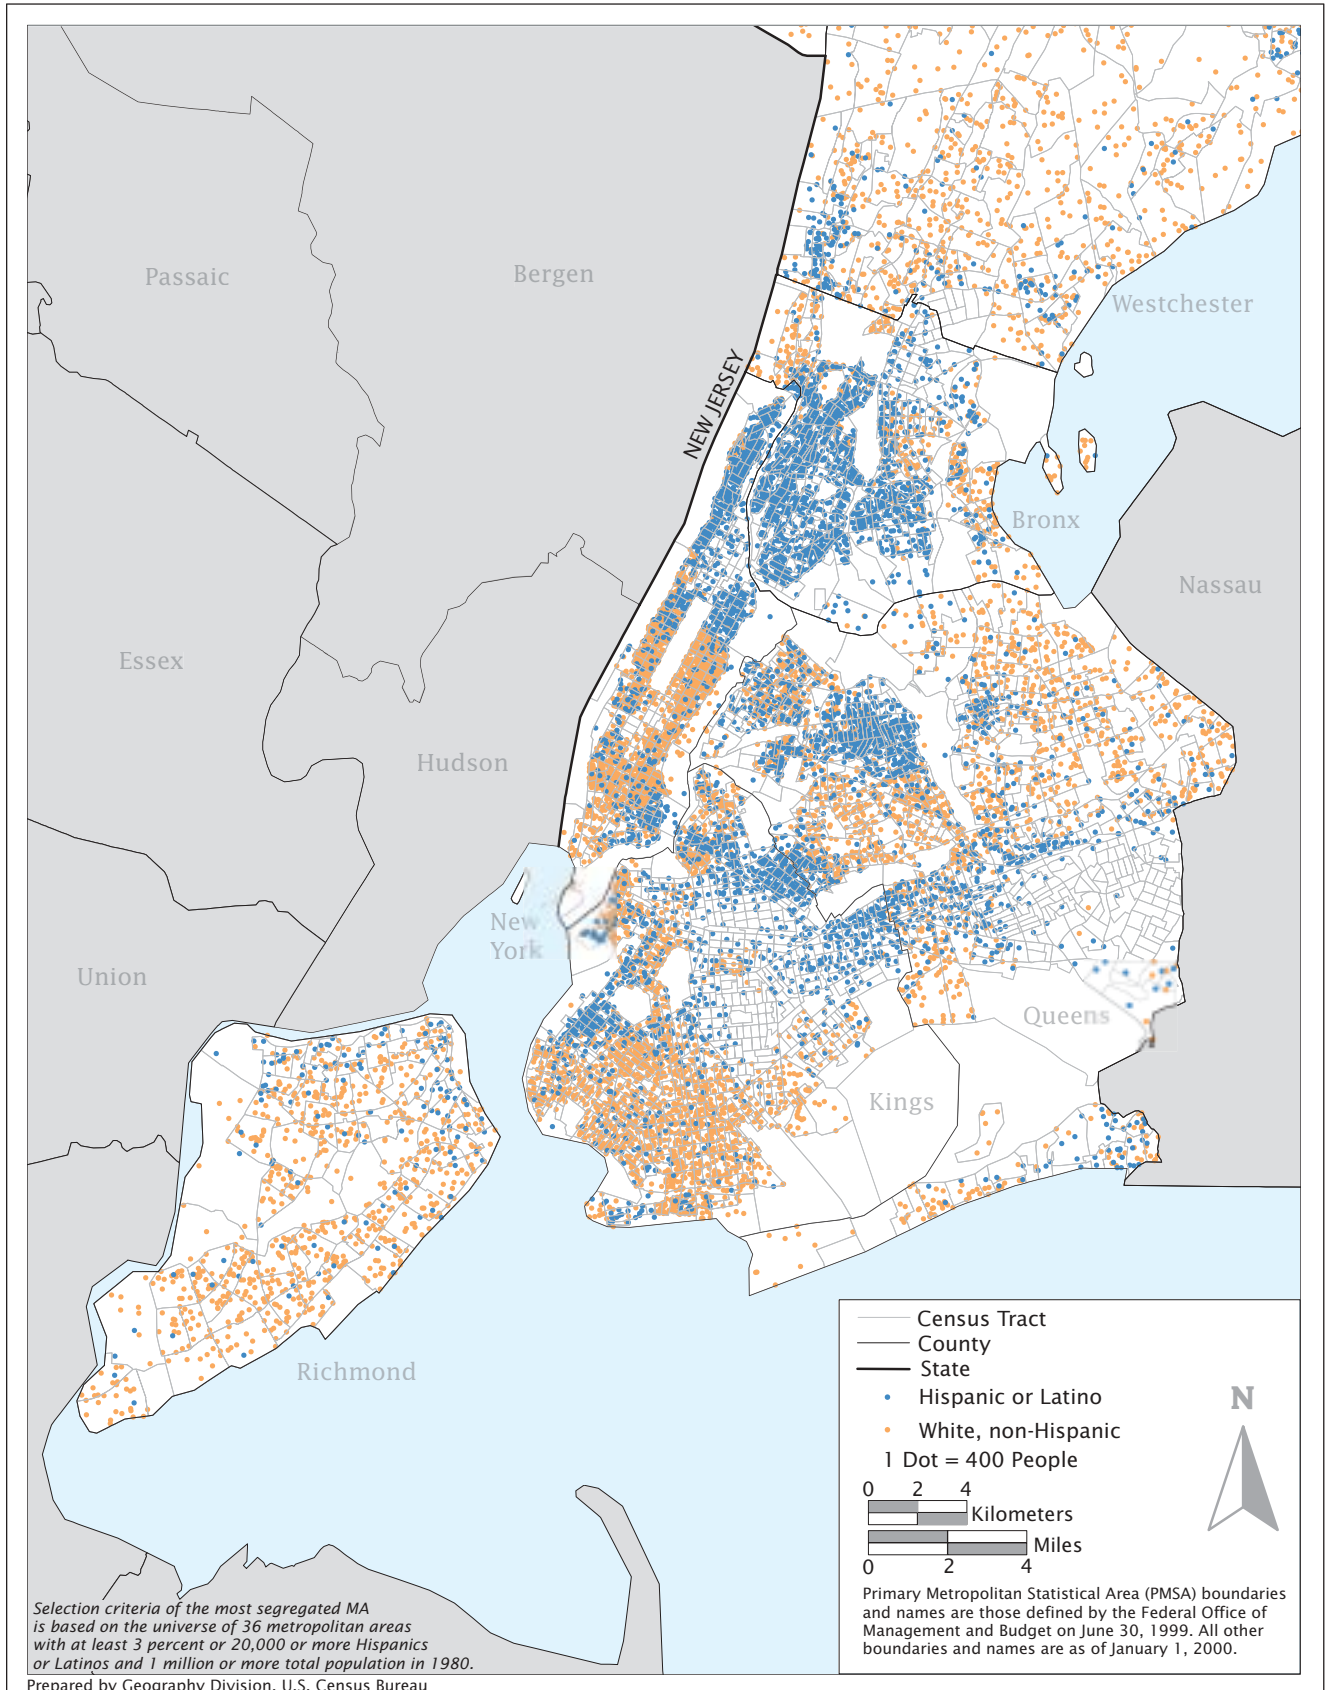 Passaic
Bergen
Westchester
NEW JERSEY
Bronx
Nassau
Essex
Hudson
New
York
Union
Queens
Kings
Richmond
Census Tract
County
State
Hispanic or Latino
White, non-Hispanic
1 Dot = 400 People
N
0 2 4
Kilometers
Miles
0 2 4
Primary Metropolitan Statistical Area (PMSA) boundaries
and names are those defined by the Federal Office of
Management and Budget on June 30, 1999. All other
boundaries and names are as of January 1, 2000.
Selection criteria of the most segregated MA
is based on the universe of 36 metropolitan areas
with at least 3 percent or 20,000 or more Hispanics
or Latinos and 1 million or more total population in 1980.
Prepared by Geography Division, U.S. Census Bureau